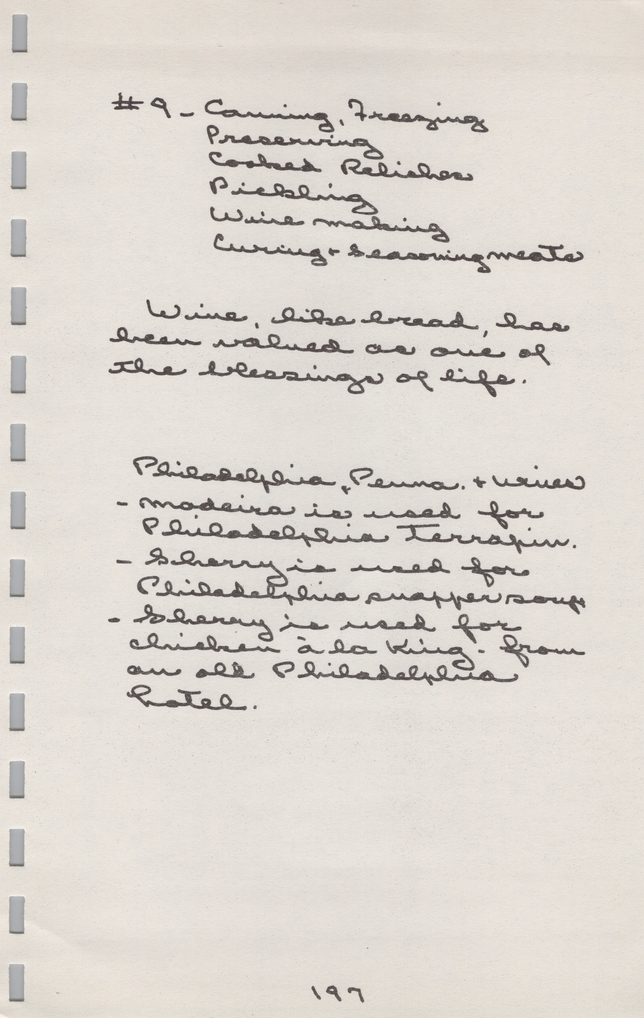 #9 - Canning, Freezing
Preserving
Cooked Relishes
Pickling
Wine making
Curing + Seasoning meats
Wine, like bread, has
been valued as one of
the blessings of life.
Philadelphia, Penna. + wines
- Madeira is used for
Philadelphia Terrapin.
- Sherry is used for
Philadelphia snapper soup
- Sherry is used for
chicken à la King - from
an old Philadelphia
hotel.
197